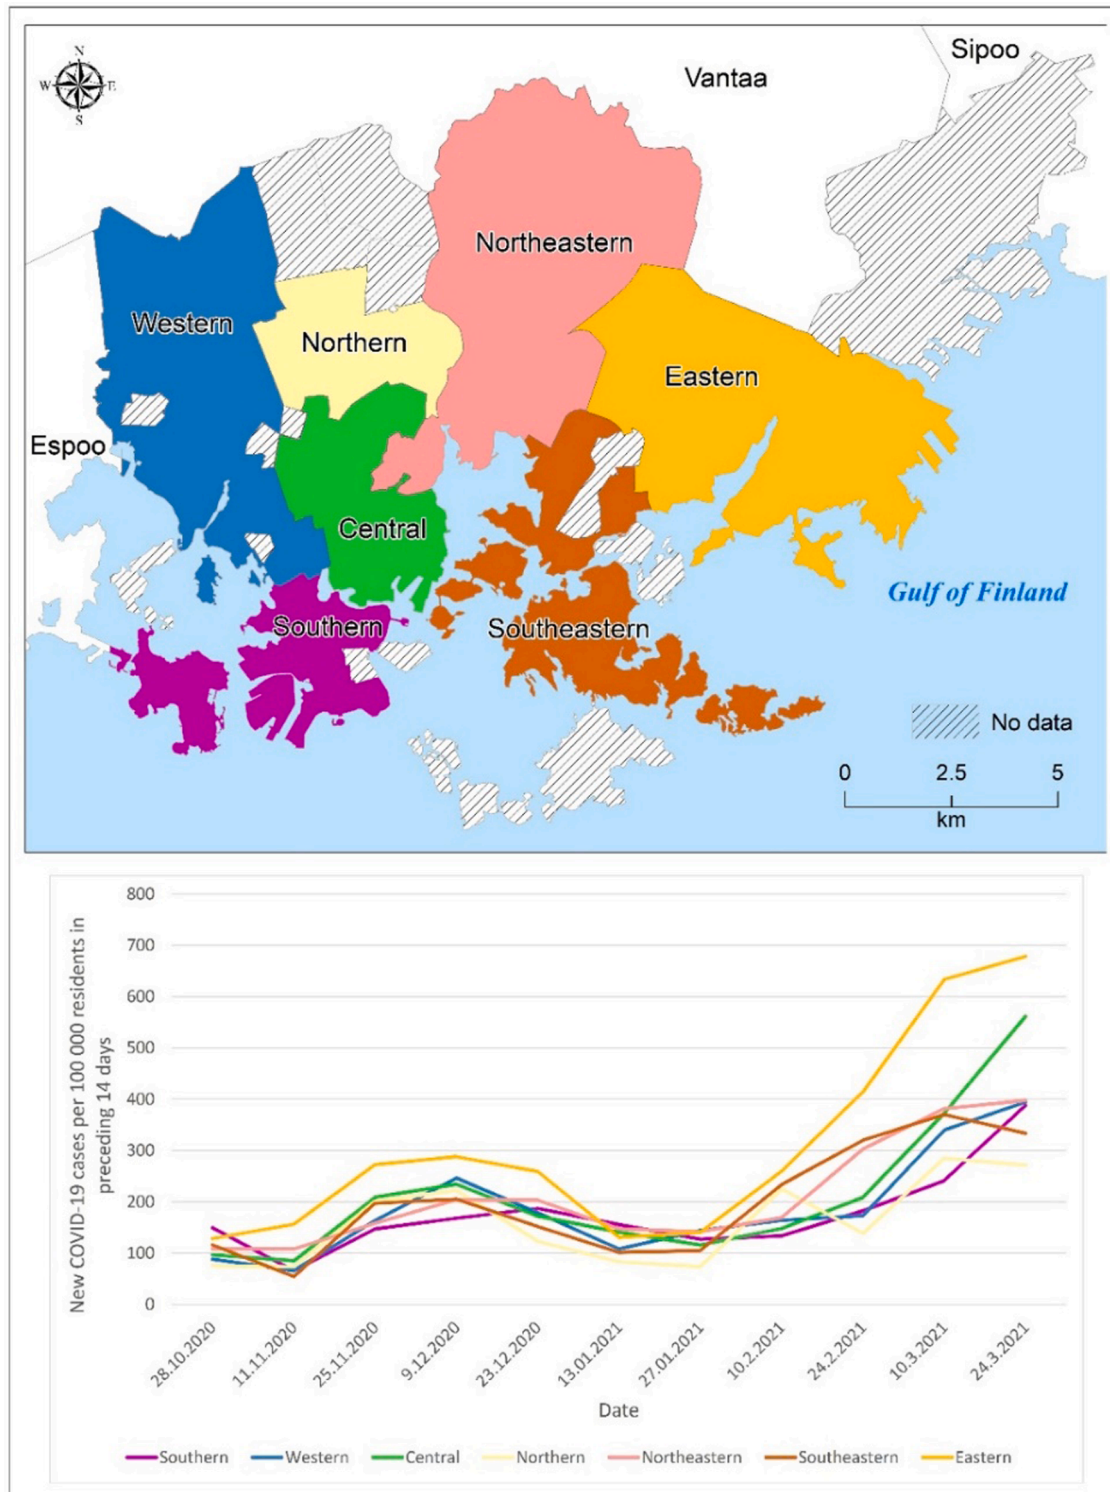 N
W E
S
Vantaa
Sipoo
Northeastern
Western
Northern
Eastern
Espoo
Central
Gulf of Finland
Southern
Southeastern
No data
0 2.5 5
km
800
700
600
500
400
300
200
100
0
New COVID-19 cases per 100 000 residents in
preceding 14 days
28.10.2020 11.11.2020 25.11.2020 9.12.2020 23.12.2020 13.01.2021 27.01.2021 10.2.2021 24.2.2021 10.3.2021 24.3.2021
Date
Southern Western Central Northern Northeastern Southeastern Eastern